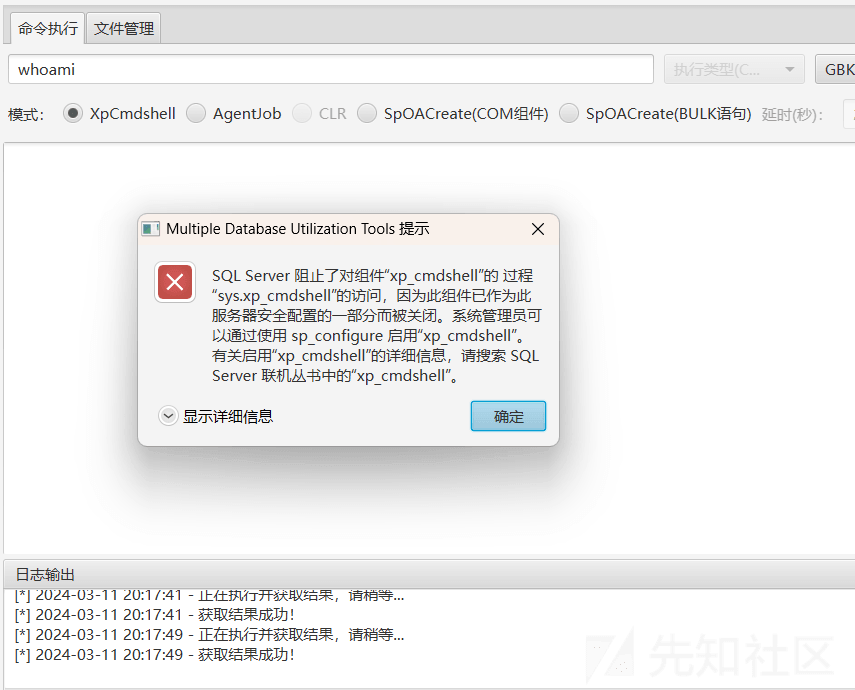 命令执行 文件管理
whoami 执行类型(C... GBK
模式： XpCmdshell AgentJob CLR SpOACreate(COM组件) SpOACreate(BULK语句) 延时(秒)：
Multiple Database Utilization Tools 提示
SQL Server 阻止了对组件“xp_cmdshell”的 过程
“sys.xp_cmdshell”的访问，因为此组件已作为此
服务器安全配置的一部分而被关闭。系统管理员可
以通过使用 sp_configure 启用“xp_cmdshell”。
有关启用“xp_cmdshell”的详细信息，请搜索 SQL
Server 联机丛书中的“xp_cmdshell”。
显示详细信息 确定
日志输出
[*] 2024-03-11 20:17:41 - 正在执行并获取结果，请稍等...
[*] 2024-03-11 20:17:41 - 获取结果成功！
[*] 2024-03-11 20:17:49 - 正在执行并获取结果，请稍等...
[*] 2024-03-11 20:17:49 - 获取结果成功！
先知社区